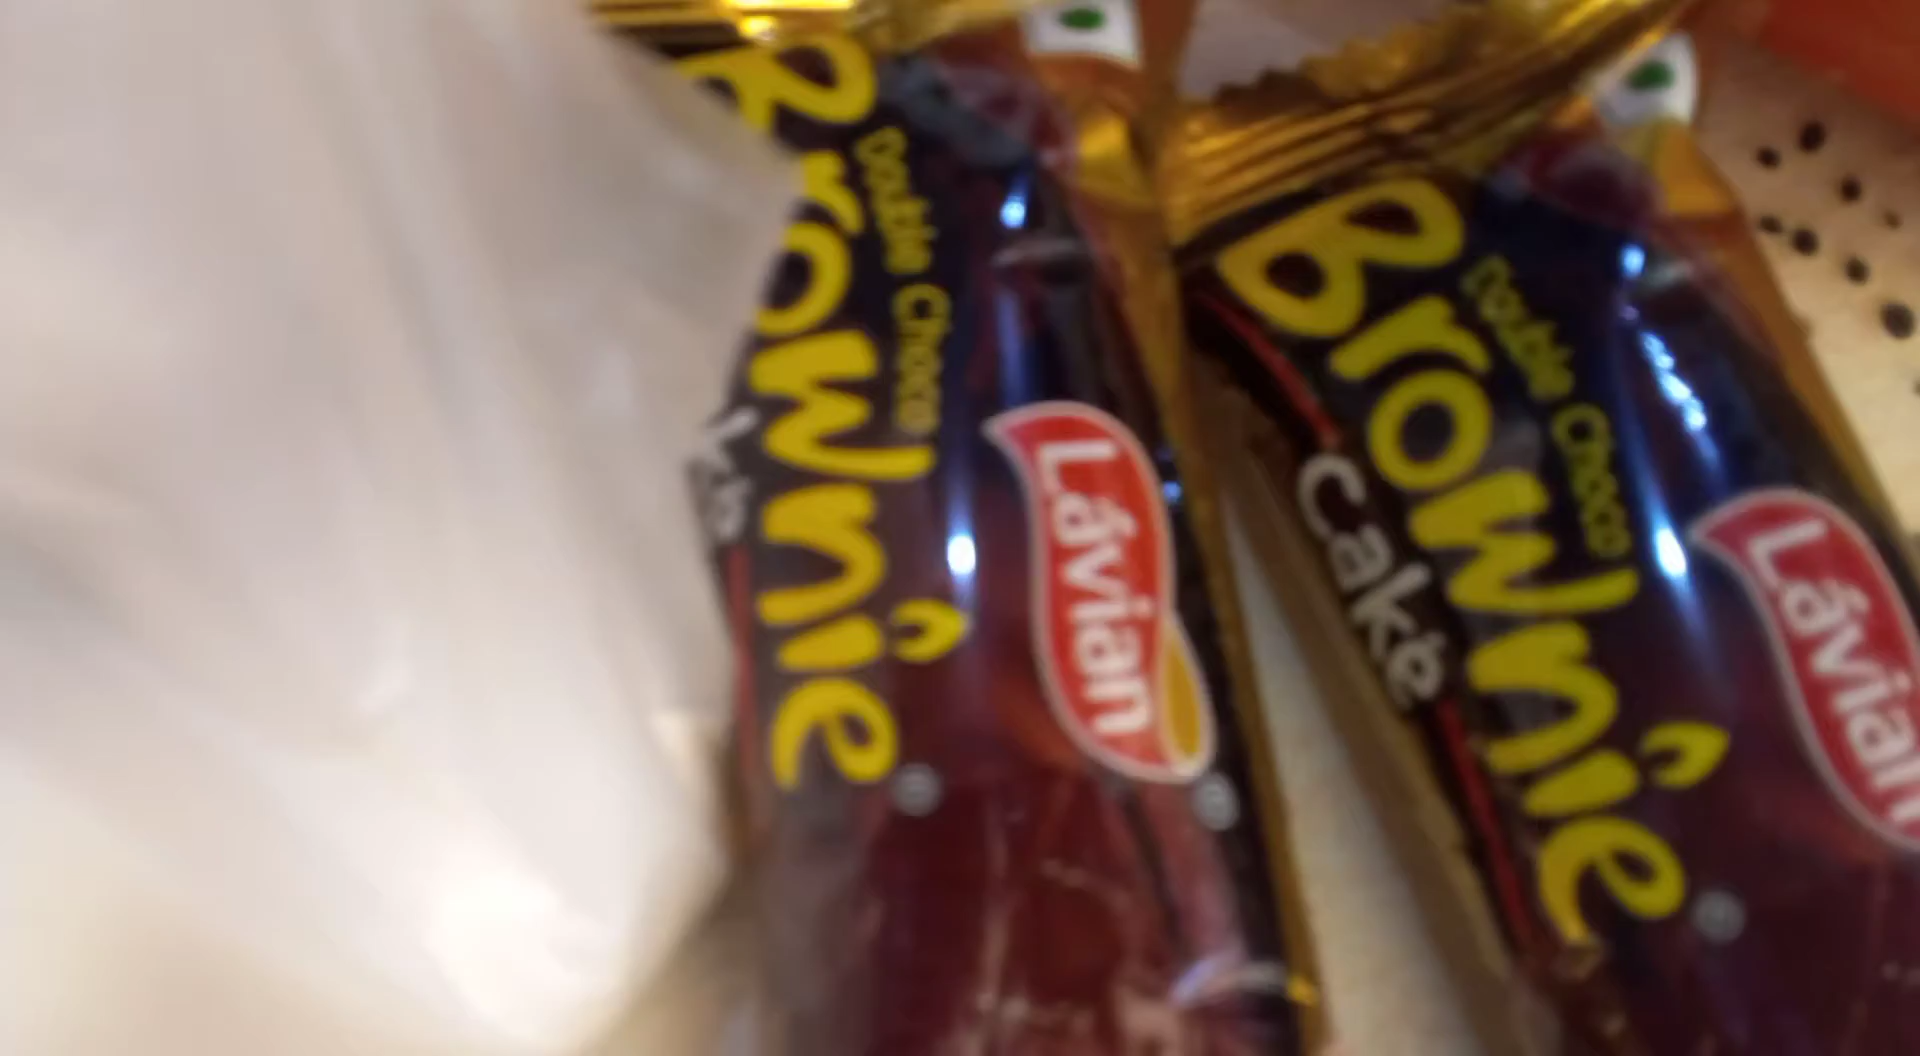 Brownie
Double Choco
Lávian
Brownie
Double Choco
cake
Lávian